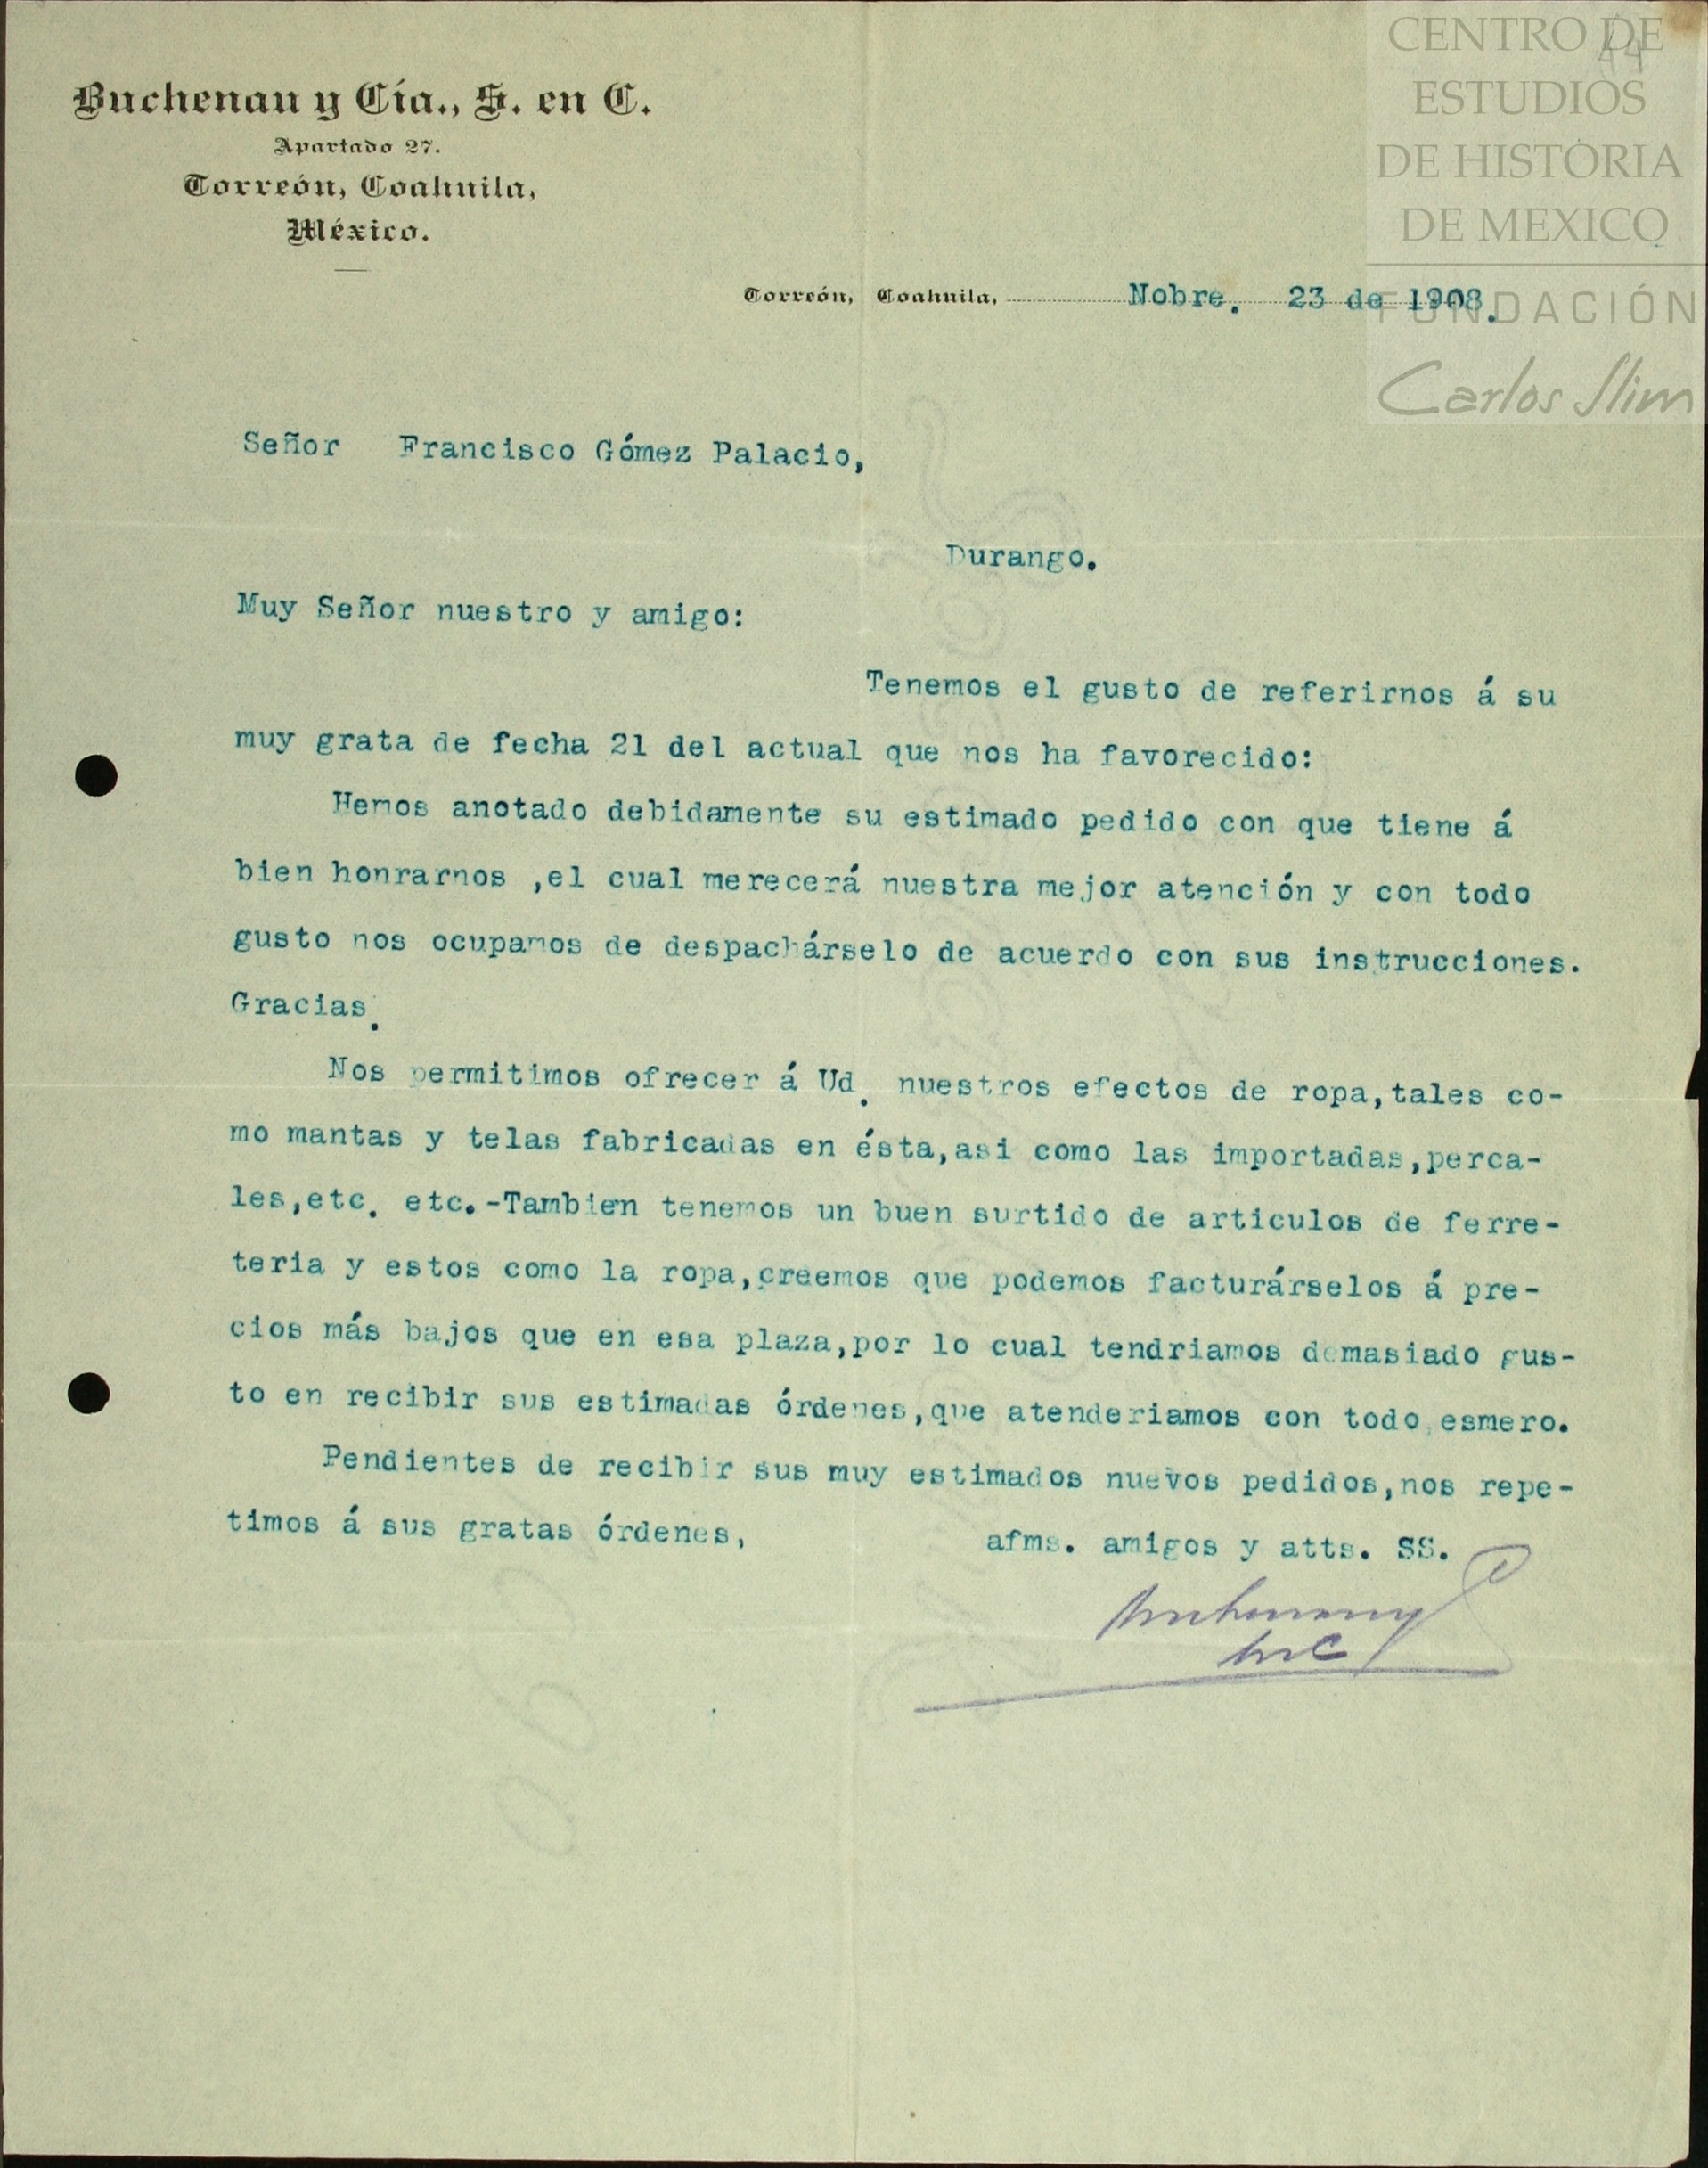 CENTRO DE
ESTUDIOS
DE HISTORIA
DE MEXICO
FUNDACIÓN
Carlos Slim
44
Buchenau y Cía., S. en C.
Apartado 27.
Torreón, Coahuila,
México.
Torreón, Coahuila, Nobre. 23 de 1908.
Señor Francisco Gómez Palacio,
Durango.
Muy Señor nuestro y amigo:
Tenemos el gusto de referirnos á su
muy grata de fecha 21 del actual que nos ha favorecido:
Hemos anotado debidamente su estimado pedido con que tiene á
bien honrarnos ,el cual merecerá nuestra mejor atención y con todo
gusto nos ocupamos de despachárselo de acuerdo con sus instrucciones.
Gracias.
Nos permitimos ofrecer á Ud. nuestros efectos de ropa,tales co-
mo mantas y telas fabricadas en ésta,asi como las importadas,perca-
les,etc. etc.-Tambien tenemos un buen surtido de articulos de ferre-
teria y estos como la ropa,creemos que podemos facturárselos á pre-
cios más bajos que en esa plaza,por lo cual tendriamos demasiado gus-
to en recibir sus estimadas órdenes,que atenderiamos con todo esmero.
Pendientes de recibir sus muy estimados nuevos pedidos,nos repe-
timos á sus gratas órdenes, afms. amigos y atts. SS.